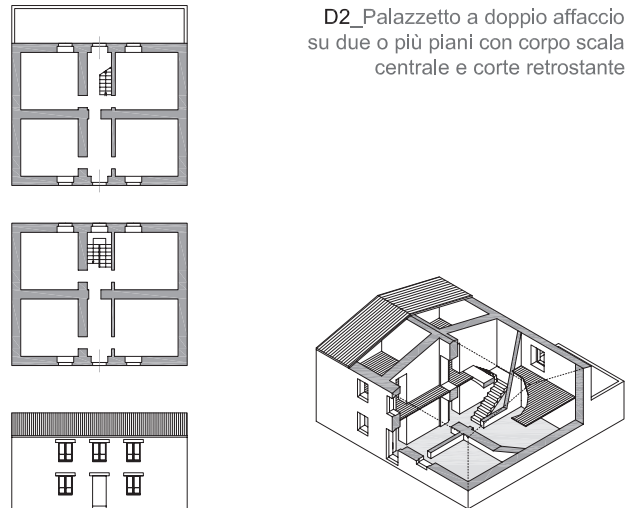 D2_Palazzetto a doppio affaccio
su due o più piani con corpo scala
centrale e corte retrostante